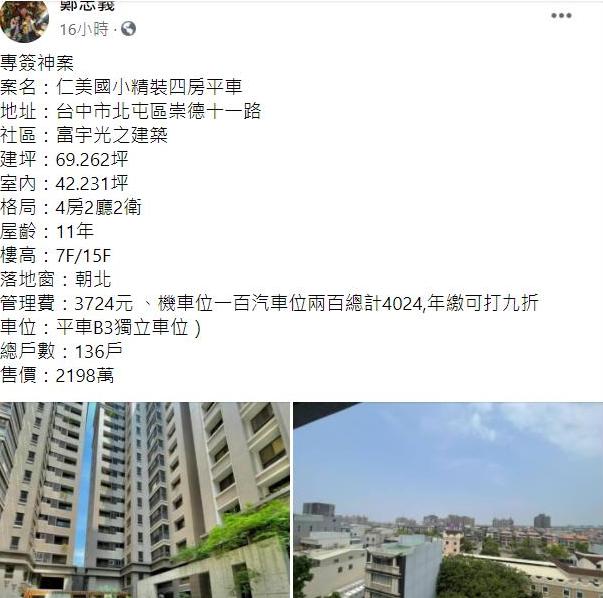 鄭志義
16小時 ·
專簽神案
案名：仁美國小精裝四房平車
地址：台中市北屯區崇德十一路
社區：富宇光之建築
建坪：69.262坪
室內：42.231坪
格局：4房2廳2衛
屋齡：11年
樓高：7F/15F
落地窗：朝北
管理費：3724元 、機車位一百汽車位兩百總計4024,年繳可打九折
車位：平車B3獨立車位 )
總戶數：136戶
售價：2198萬